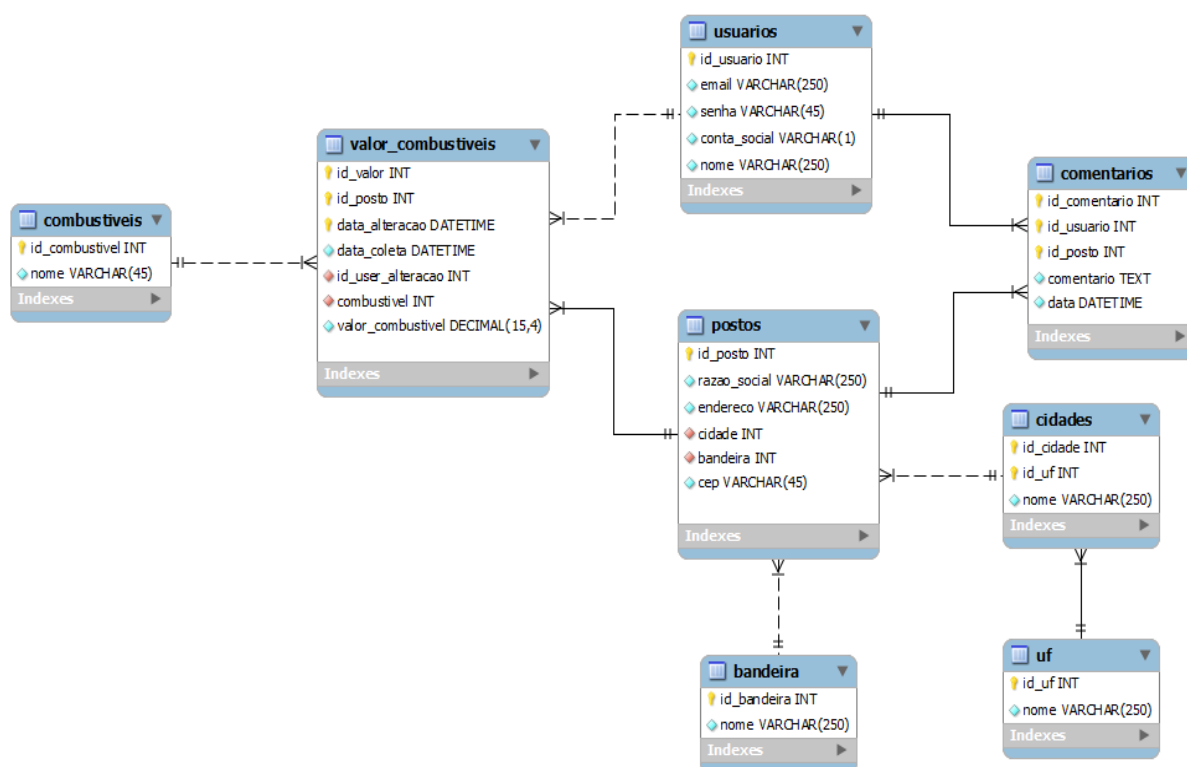 usuarios
id_usuario INT
email VARCHAR(250)
senha VARCHAR(45)
conta_social VARCHAR(1)
nome VARCHAR(250)
Indexes
valor_combustiveis
id_valor INT
id_posto INT
data_alteracao DATETIME
data_coleta DATETIME
id_user_alteracao INT
combustivel INT
valor_combustivel DECIMAL(15,4)
Indexes
combustiveis
id_combustivel INT
nome VARCHAR(45)
Indexes
comentarios
id_comentario INT
id_usuario INT
id_posto INT
comentario TEXT
data DATETIME
Indexes
postos
id_posto INT
razao_social VARCHAR(250)
endereco VARCHAR(250)
cidade INT
bandeira INT
cep VARCHAR(45)
Indexes
cidades
id_cidade INT
id_uf INT
nome VARCHAR(250)
Indexes
bandeira
id_bandeira INT
nome VARCHAR(250)
Indexes
uf
id_uf INT
nome VARCHAR(250)
Indexes